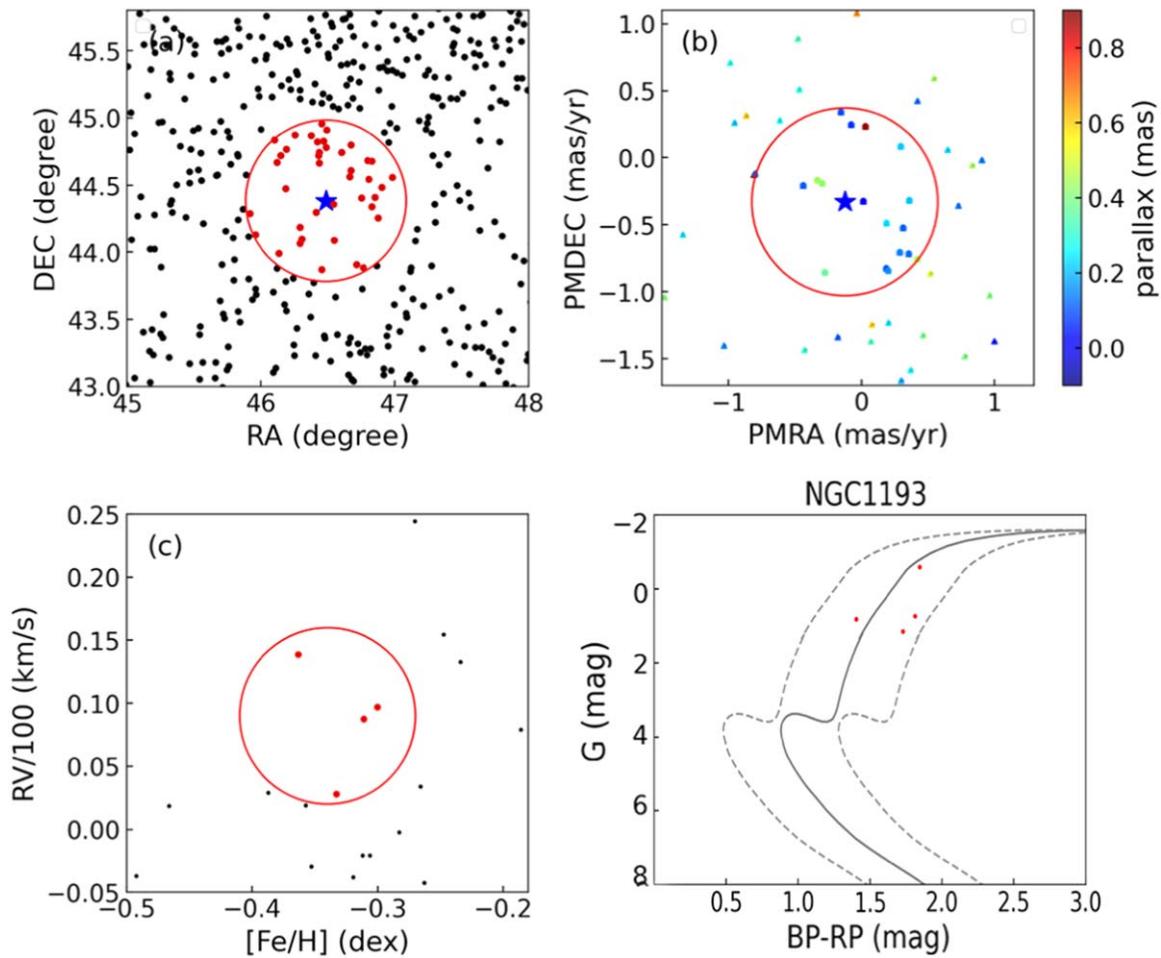 (a)
45.5
45.0
44.5
44.0
43.5
43.0
DEC (degree)
45 46 47 48
RA (degree)
(b)
1.0
0.5
0.0
−0.5
−1.0
−1.5
PMDEC (mas/yr)
−1 0 1
PMRA (mas/yr)
0.8
0.6
0.4
0.2
0.0
parallax (mas)
(c)
0.25
0.20
0.15
0.10
0.05
0.00
−0.05
RV/100 (km/s)
−0.5 −0.4 −0.3 −0.2
[Fe/H] (dex)
NGC1193
−2
0
2
4
6
8
G (mag)
0.5 1.0 1.5 2.0 2.5 3.0
BP-RP (mag)